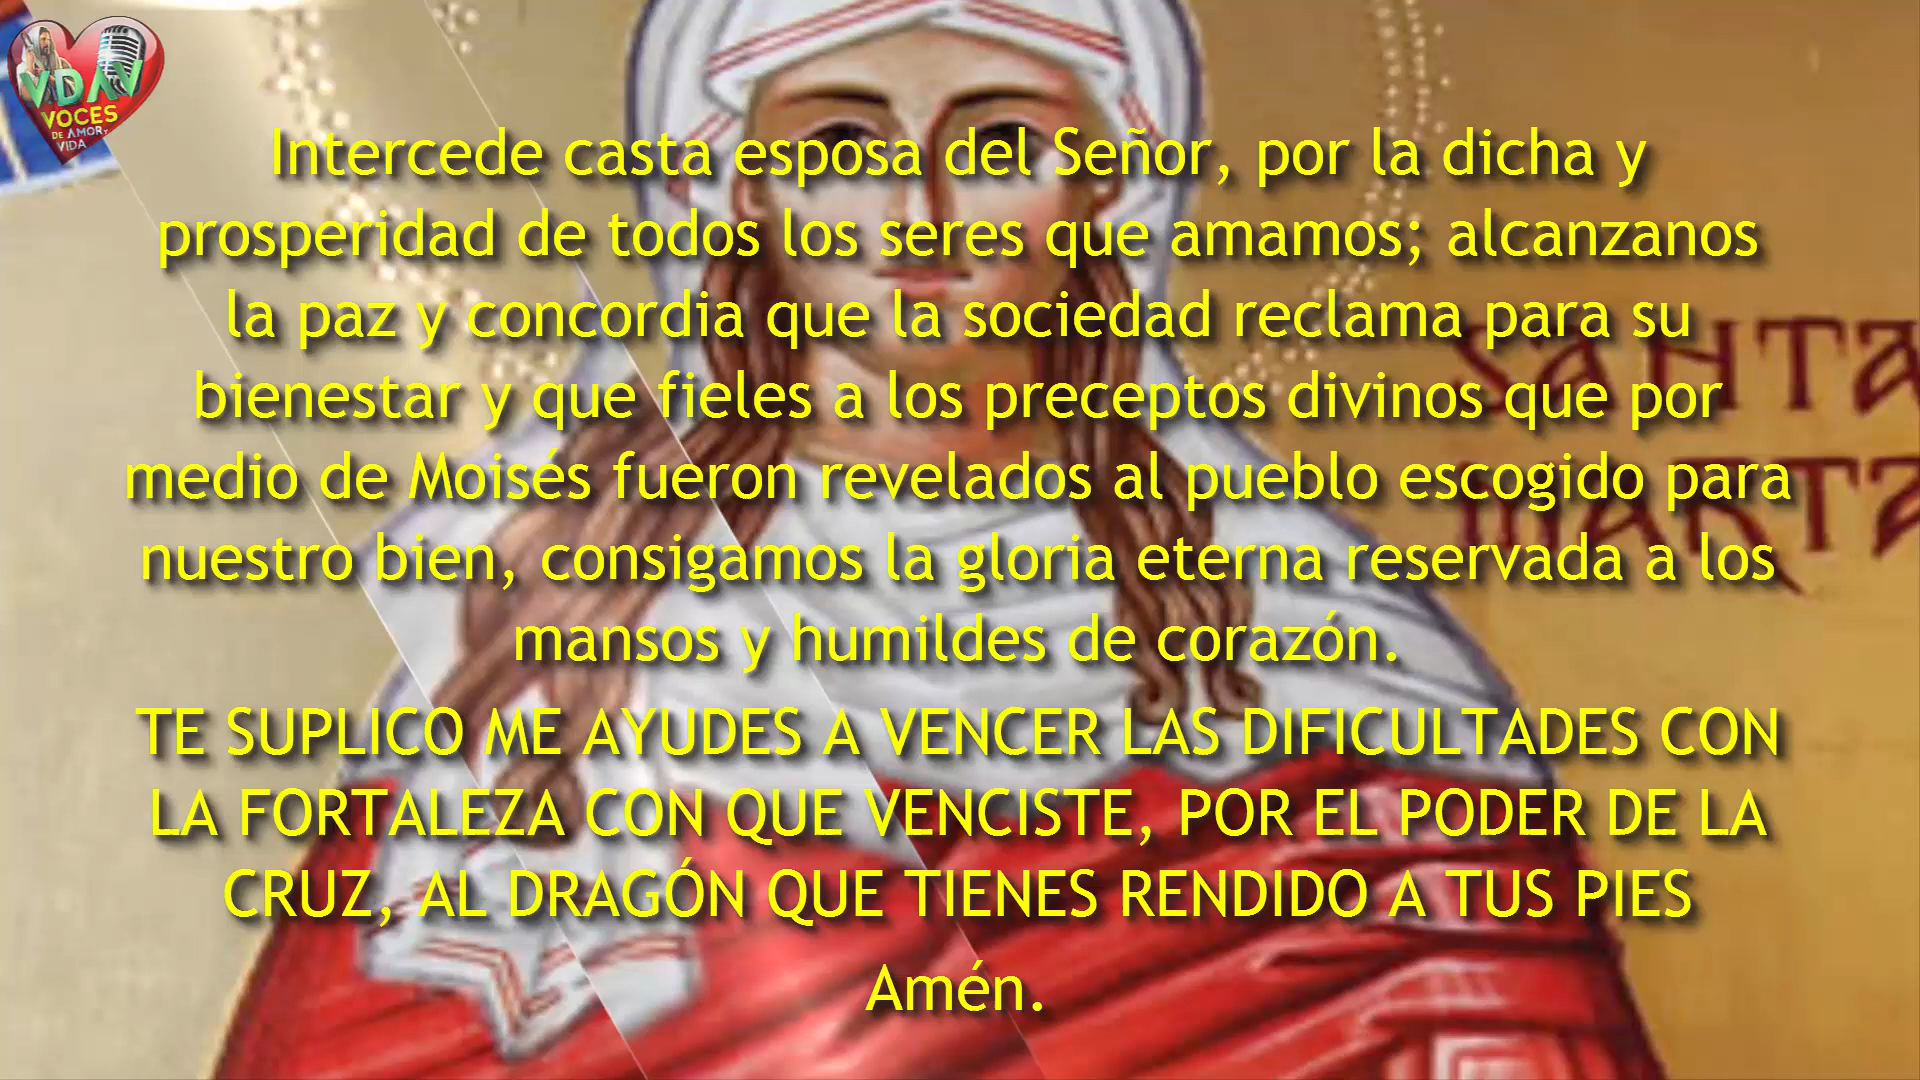 VDAV
VOCES
DE AMOR Y
VIDA
Intercede casta esposa del Señor, por la dicha y
prosperidad de todos los seres que amamos; alcanzanos
la paz y concordia que la sociedad reclama para su
bienestar y que fieles a los preceptos divinos que por
medio de Moisés fueron revelados al pueblo escogido para
nuestro bien, consigamos la gloria eterna reservada a los
mansos y humildes de corazón.
TE SUPLICO ME AYUDES A VENCER LAS DIFICULTADES CON
LA FORTALEZA CON QUE VENCISTE, POR EL PODER DE LA
CRUZ, AL DRAGÓN QUE TIENES RENDIDO A TUS PIES
Amén.
SANTA
MARTA